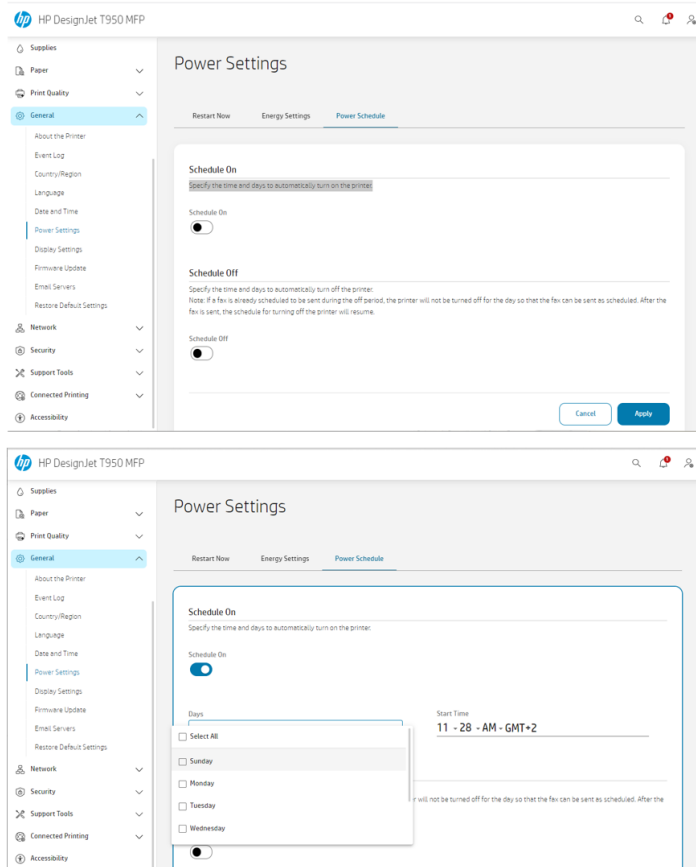 hp HP DesignJet T950 MFP
Supplies
Paper
Print Quality
General
About the Printer
Event Log
Country/Region
Language
Date and Time
Power Settings
Display Settings
Firmware Update
Email Servers
Restore Default Settings
Network
Security
Support Tools
Connected Printing
Accessibility
Power Settings
Restart Now Energy Settings Power Schedule
Schedule On
Specify the time and days to automatically turn on the printer.
Schedule On
Schedule Off
Specify the time and days to automatically turn off the printer.
Note: If a fax is already scheduled to be sent during the off period, the printer will not be turned off for the day so that the fax can be sent as scheduled. After the
fax is sent, the schedule for turning off the printer will resume.
Schedule Off
Cancel Apply
hp HP DesignJet T950 MFP
Supplies
Paper
Print Quality
General
About the Printer
Event Log
Country/Region
Language
Date and Time
Power Settings
Display Settings
Firmware Update
Email Servers
Restore Default Settings
Network
Security
Support Tools
Connected Printing
Accessibility
Power Settings
Restart Now Energy Settings Power Schedule
Schedule On
Specify the time and days to automatically turn on the printer.
Schedule On
Days Start Time
11 - 28 - AM - GMT+2
Select All
Sunday
Monday
Tuesday
Wednesday
r will not be turned off for the day so that the fax can be sent as scheduled. After the